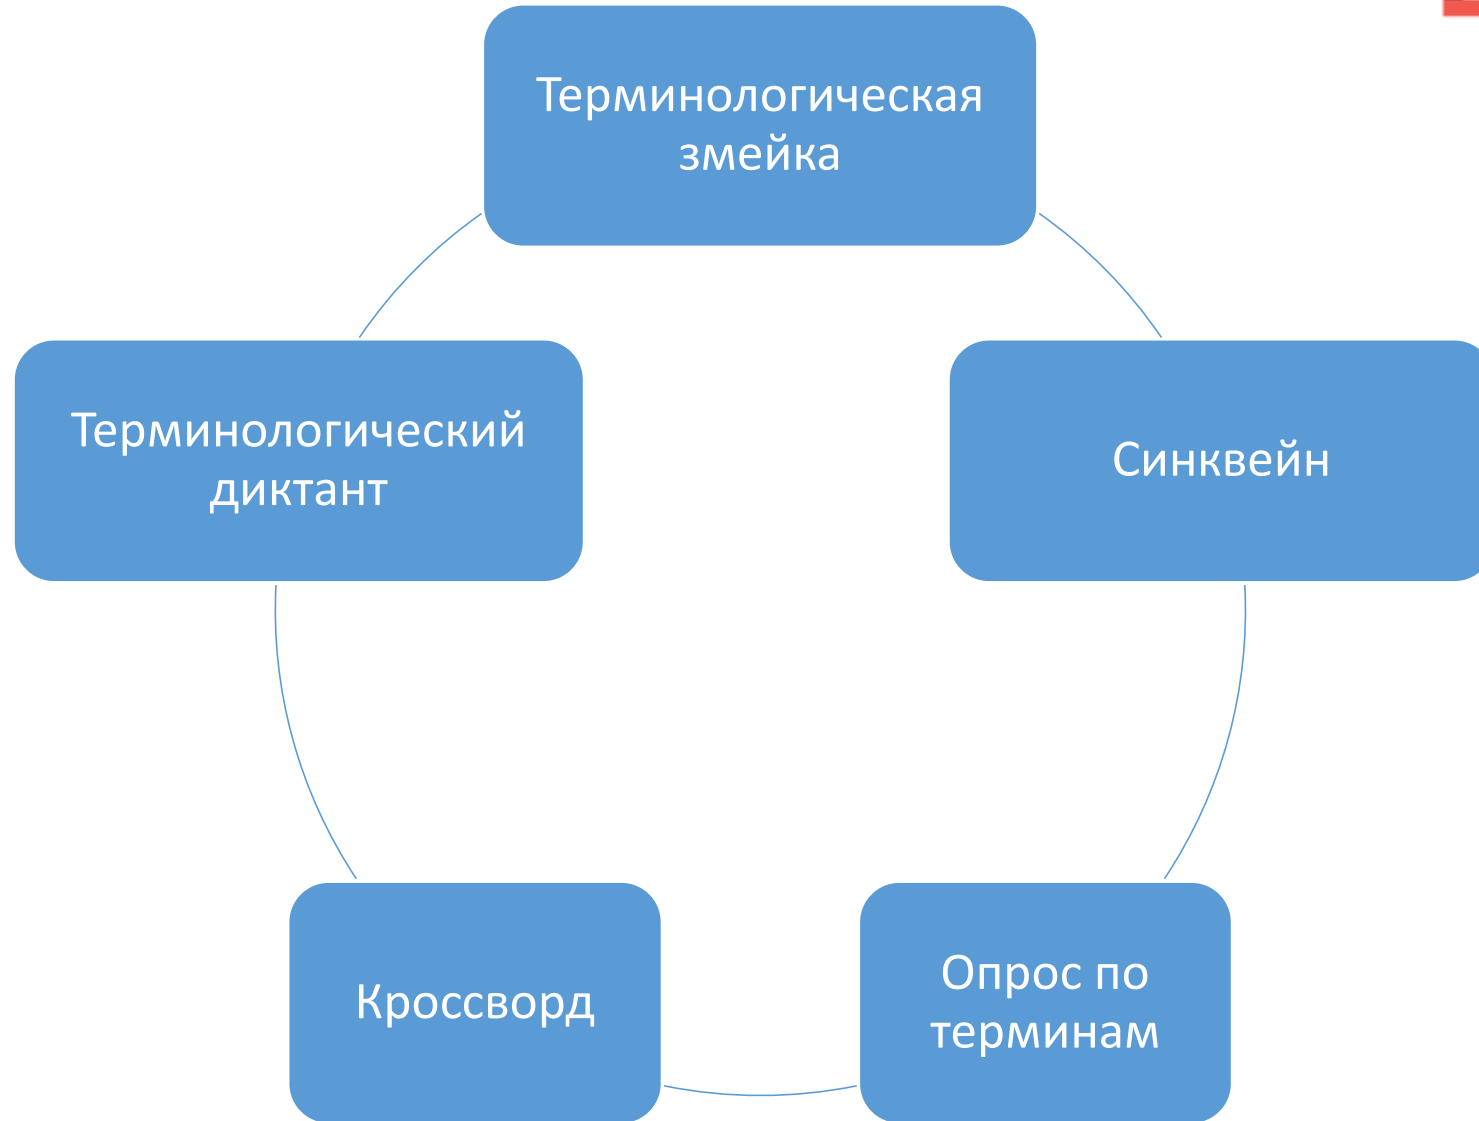 Терминологическая
змейка
Терминологический
диктант
Синквейн
Кроссворд
Опрос по
терминам